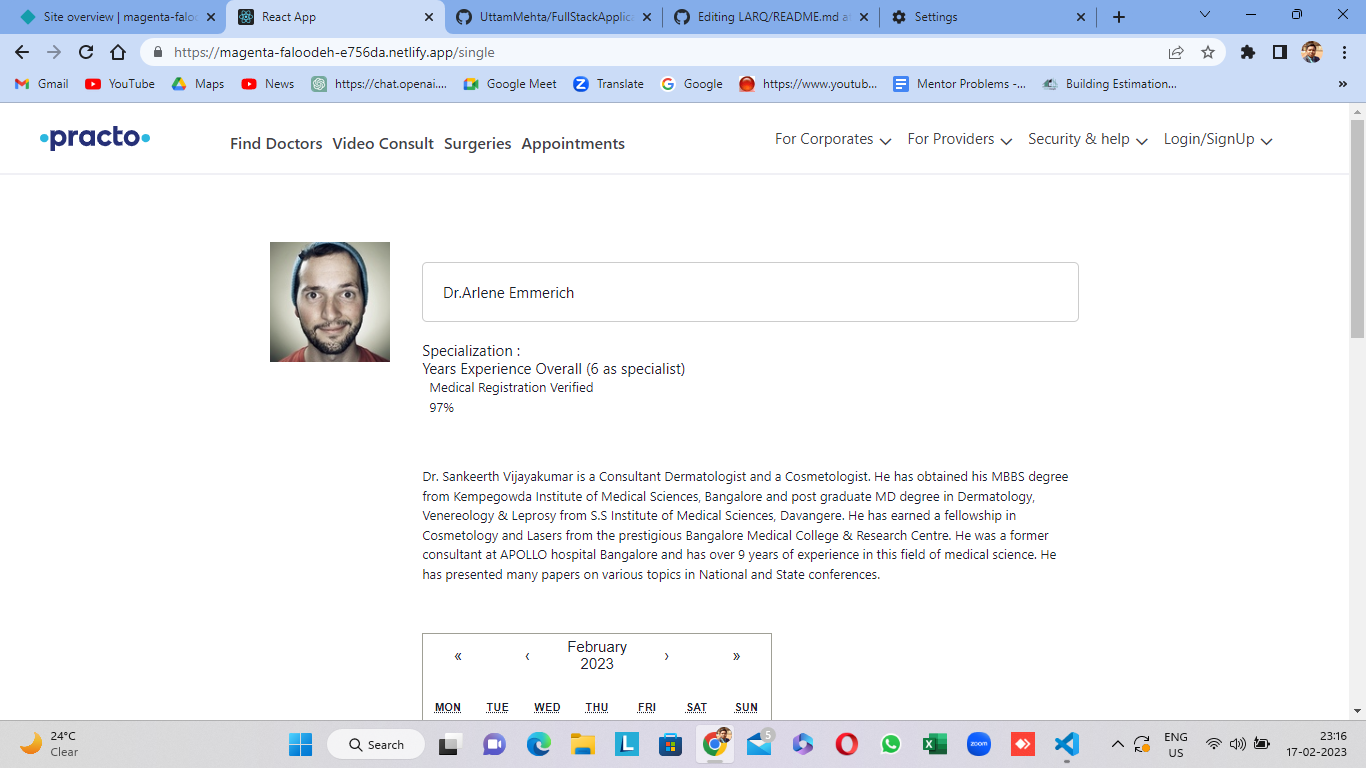 Site overview | magenta-faloo
React App
UttamMehta/FullStackApplica
Editing LARQ/README.md at
Settings
https://magenta-faloodeh-e756da.netlify.app/single
Gmail
YouTube
Maps
News
https://chat.openai....
Google Meet
Translate
Google
https://www.youtub...
Mentor Problems -...
Building Estimation...
»
practo
Find Doctors Video Consult Surgeries Appointments
For Corporates For Providers Security & help Login/SignUp
Dr.Arlene Emmerich
Specialization :
Years Experience Overall (6 as specialist)
Medical Registration Verified
97%
Dr. Sankeerth Vijayakumar is a Consultant Dermatologist and a Cosmetologist. He has obtained his MBBS degree
from Kempegowda Institute of Medical Sciences, Bangalore and post graduate MD degree in Dermatology,
Venereology & Leprosy from S.S Institute of Medical Sciences, Davangere. He has earned a fellowship in
Cosmetology and Lasers from the prestigious Bangalore Medical College & Research Centre. He was a former
consultant at APOLLO hospital Bangalore and has over 9 years of experience in this field of medical science. He
has presented many papers on various topics in National and State conferences.
« ‹ February 2023 › »
MON TUE WED THU FRI SAT SUN
24°C
Clear
Search
L
5
zoom
ENG
US
23:16
17-02-2023